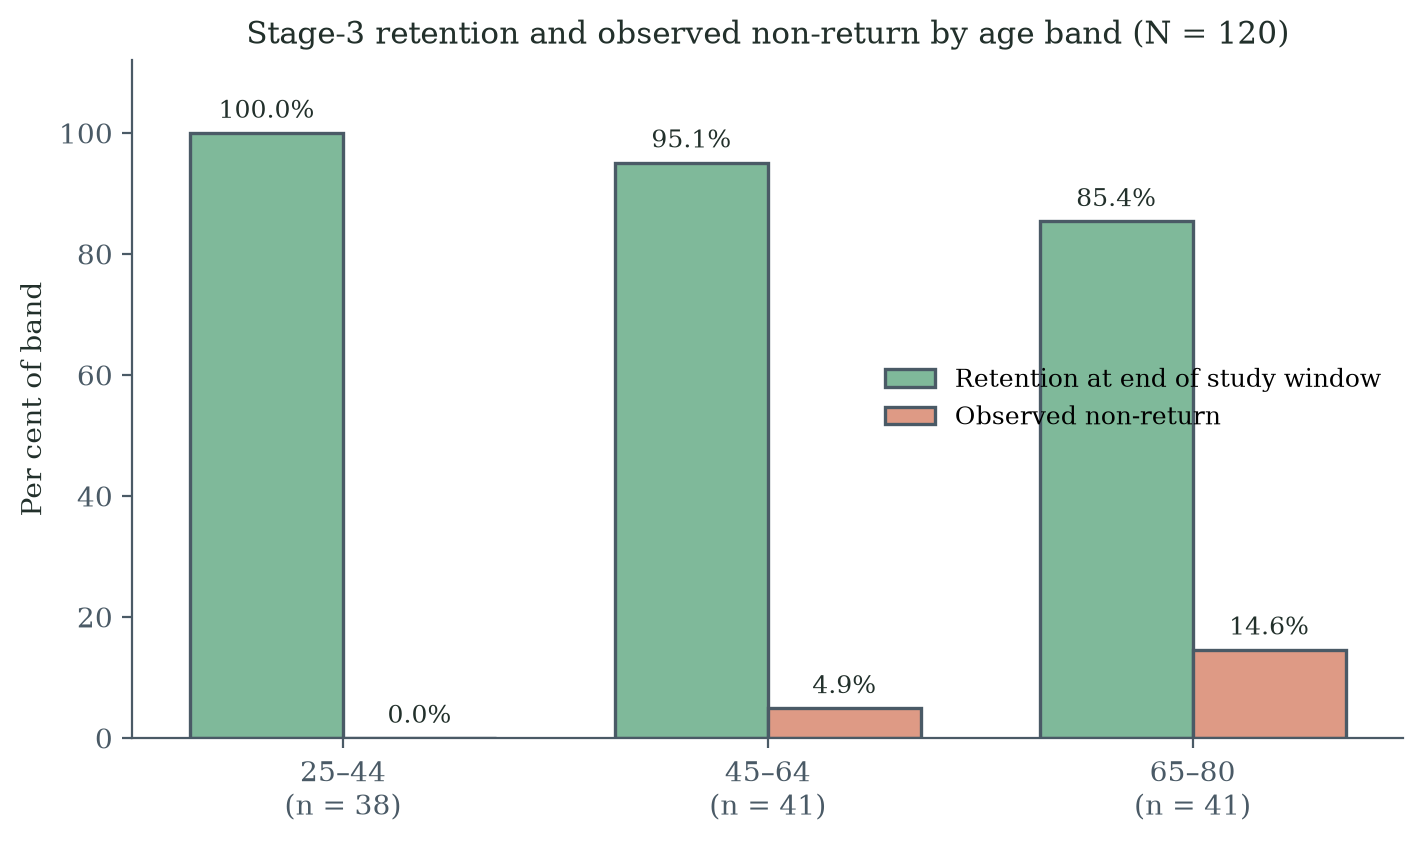 Stage-3 retention and observed non-return by age band (N = 120)
Per cent of band
100
80
60
40
20
0
100.0%
0.0%
95.1%
4.9%
85.4%
14.6%
Retention at end of study window
Observed non-return
25–44
(n = 38)
45–64
(n = 41)
65–80
(n = 41)